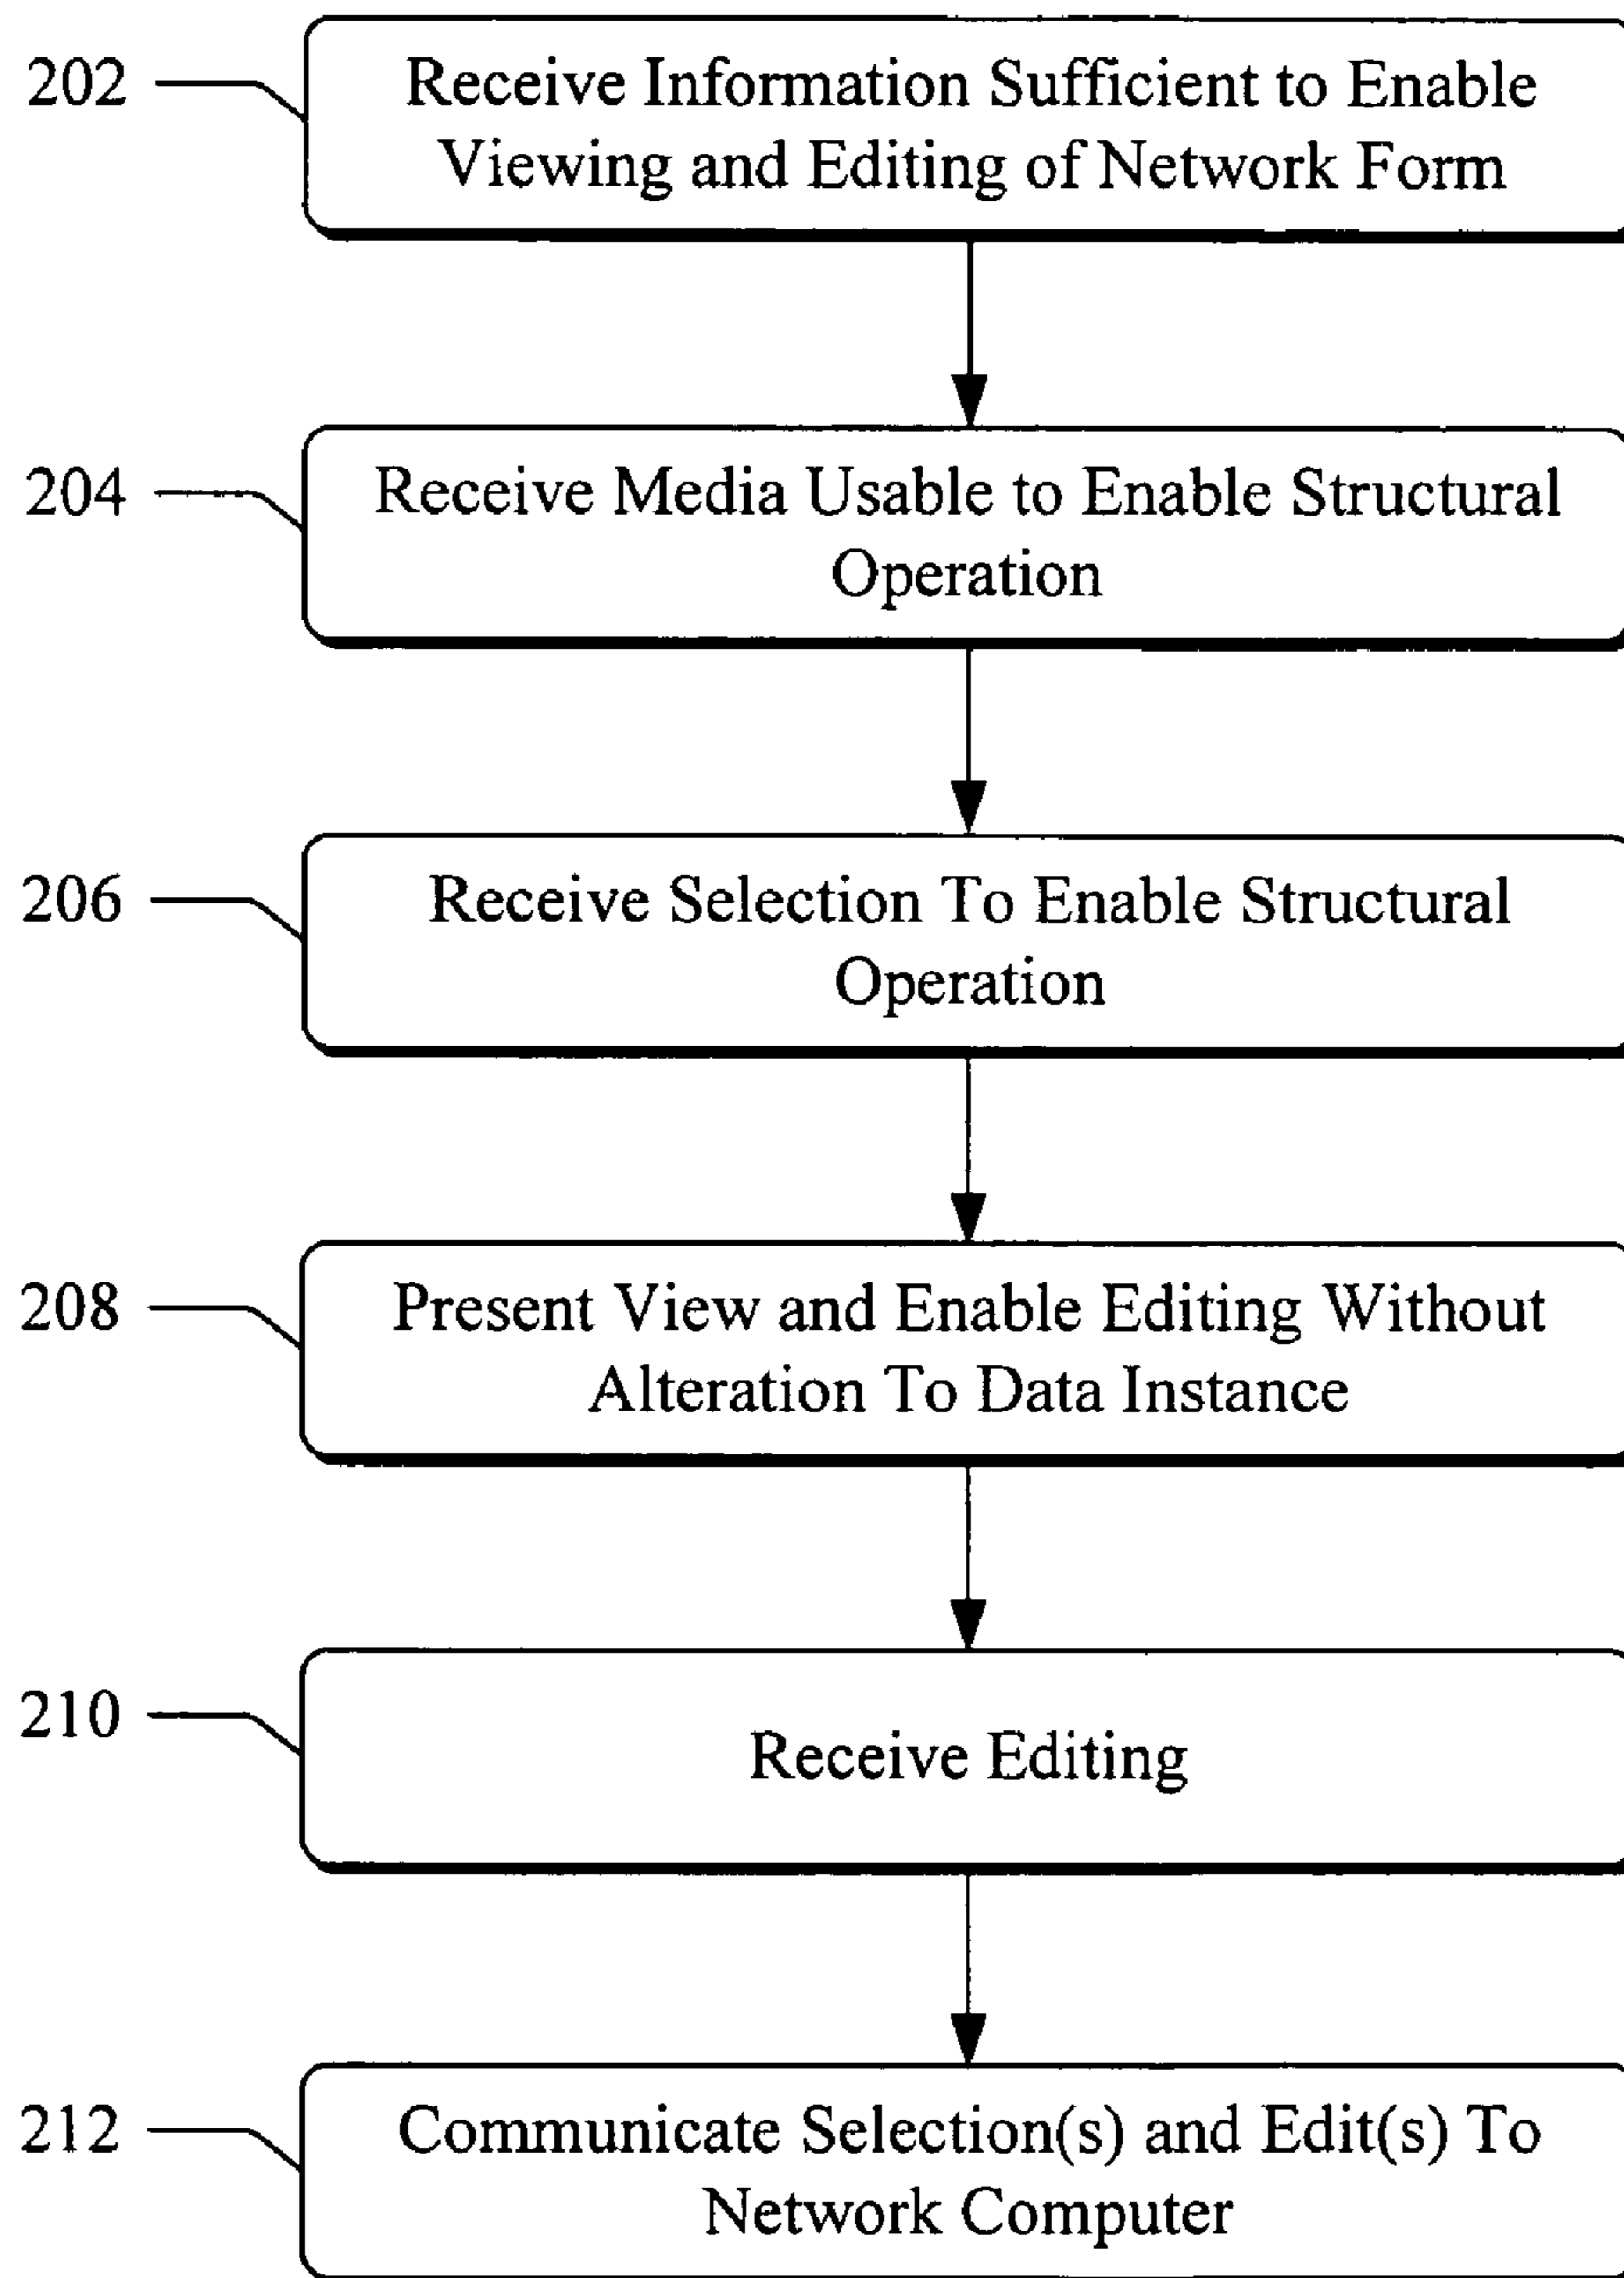 202
Receive Information Sufficient to Enable
Viewing and Editing of Network Form
204
Receive Media Usable to Enable Structural
Operation
206
Receive Selection To Enable Structural
Operation
208
Present View and Enable Editing Without
Alteration To Data Instance
210
Receive Editing
212
Communicate Selection(s) and Edit(s) To
Network Computer